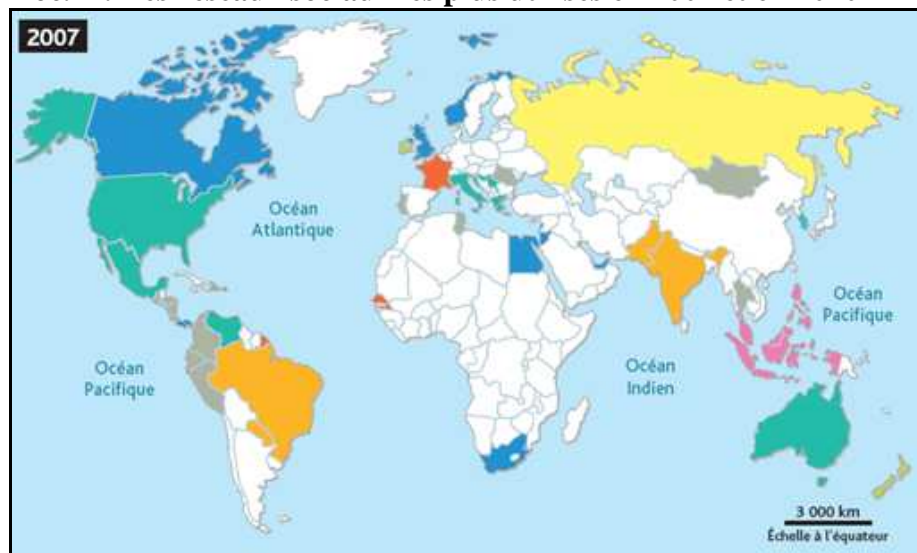 2007
Océan
Atlantique
Océan
Pacifique
Océan
Indien
Océan
Pacifique
3 000 km
Échelle à l'équateur